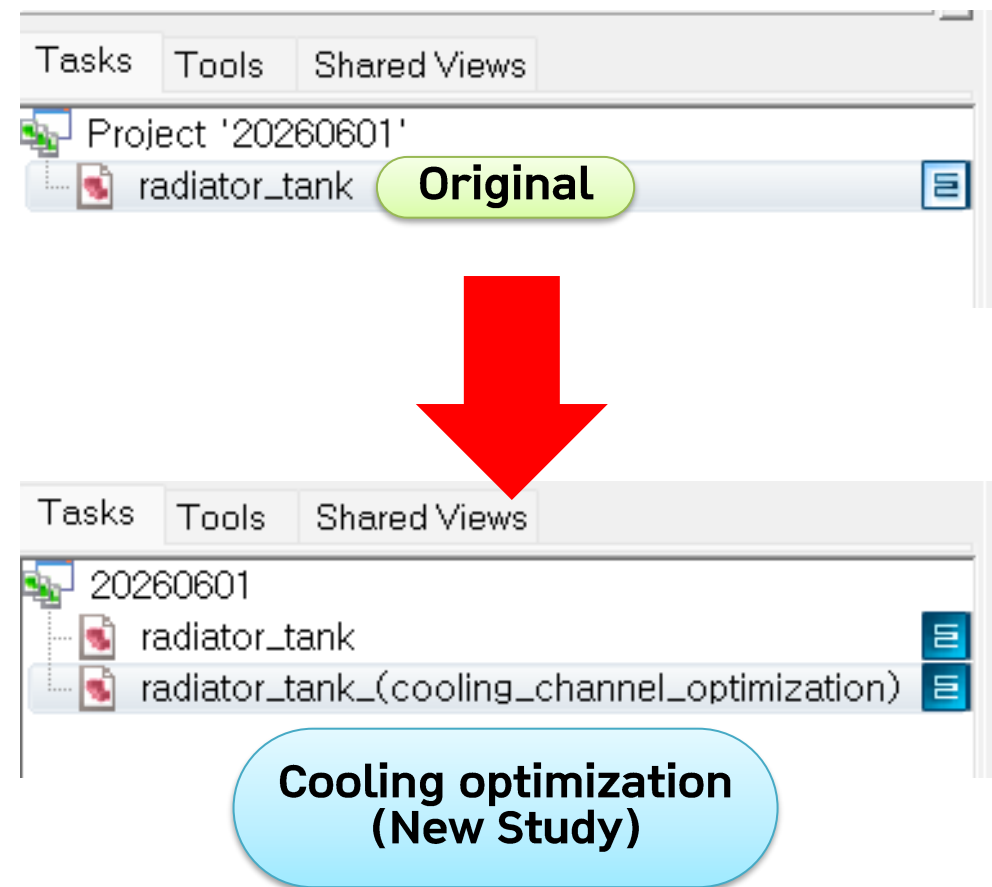 Tasks Tools Shared Views
Project '20260601'
radiator_tank Original
Tasks Tools Shared Views
20260601
radiator_tank
radiator_tank_(cooling_channel_optimization)
Cooling optimization
(New Study)